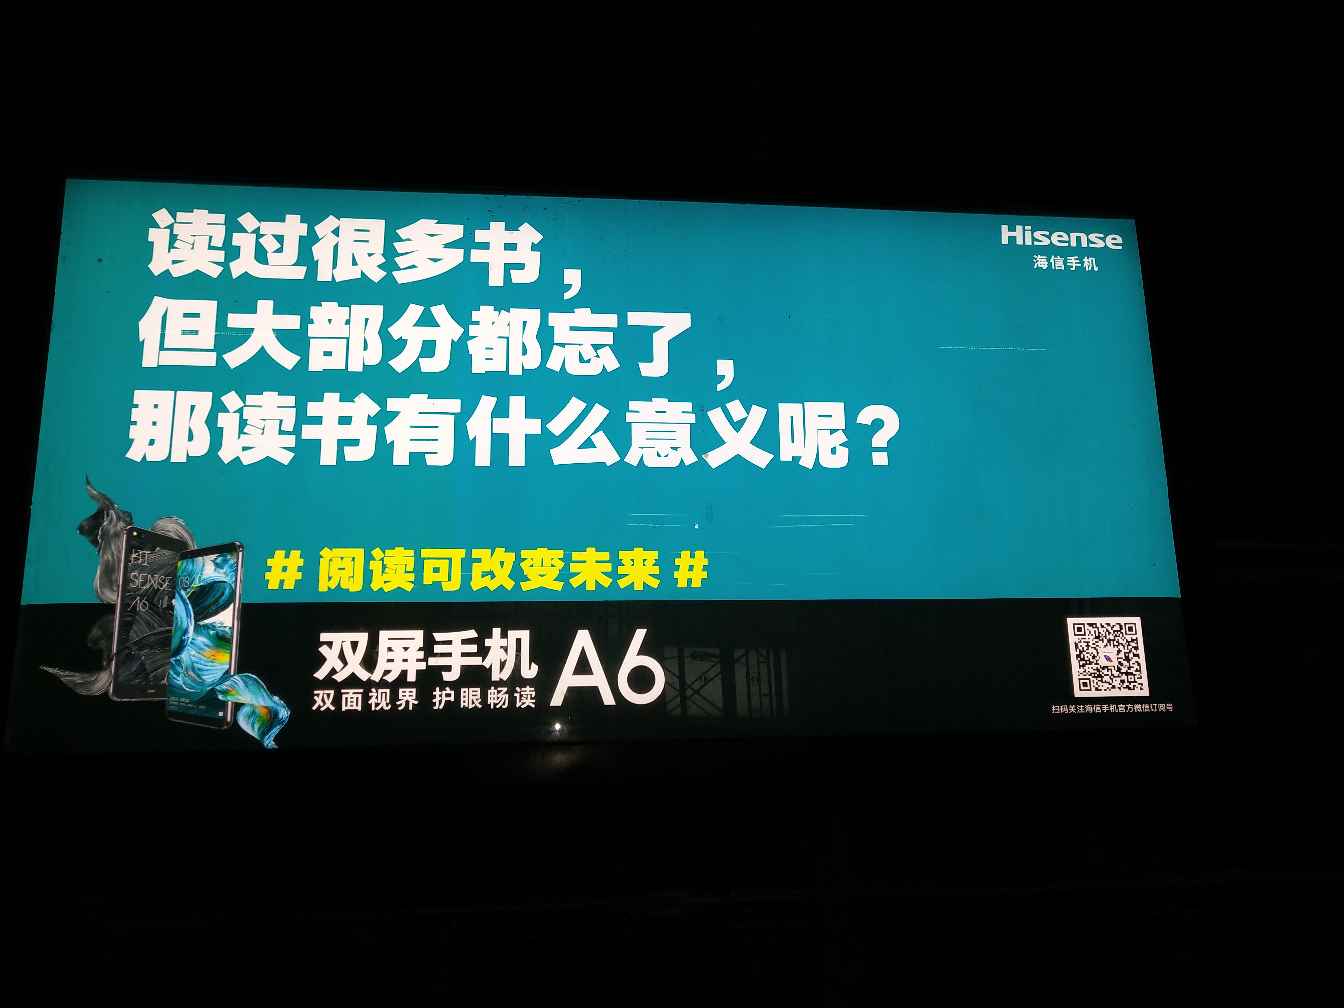 Hisense
海信手机
读过很多书，
但大部分都忘了，
那读书有什么意义呢？
#阅读可改变未来#
HI
SENSE
A6
双屏手机 A6
双面视界 护眼畅读
扫码关注海信手机官方微信订阅号